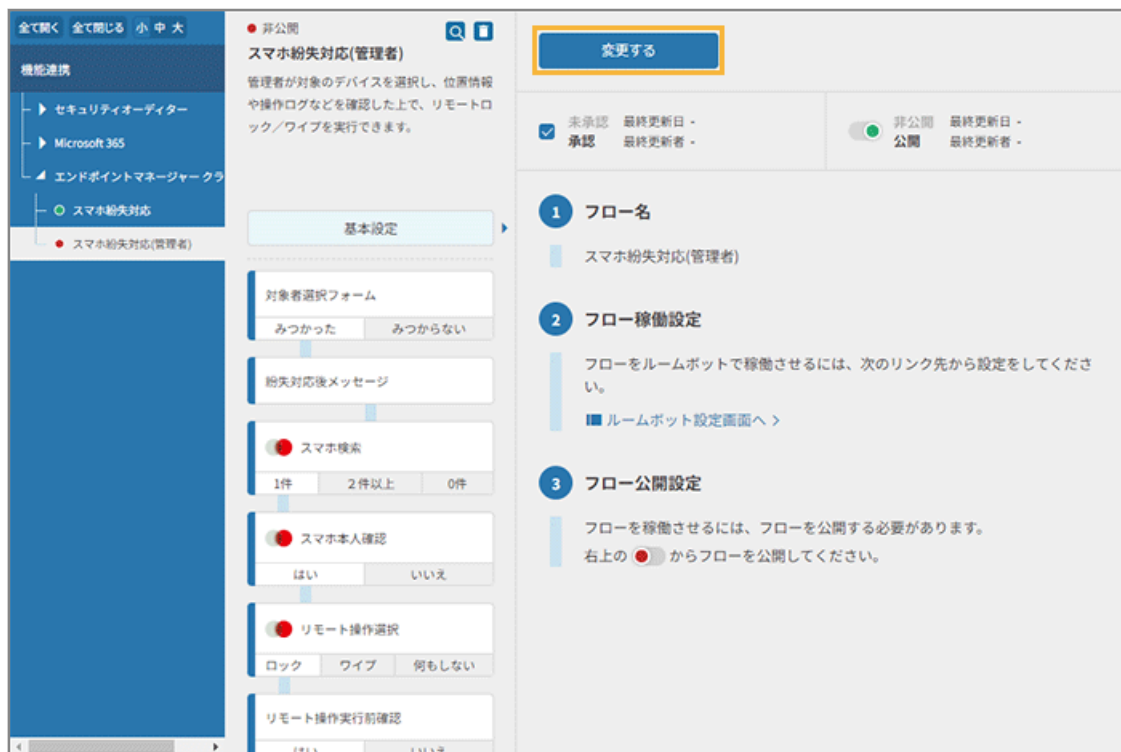 全て開く 全て閉じる 小 中 大
機能連携
セキュリティオーディター
Microsoft 365
エンドポイントマネージャー クラ
スマホ紛失対応
スマホ紛失対応(管理者)
非公開
スマホ紛失対応(管理者)
管理者が対象のデバイスを選択し、位置情報
や操作ログなどを確認した上で、リモートロ
ック／ワイプを実行できます。
基本設定
対象者選択フォーム
みつかった みつからない
紛失対応後メッセージ
スマホ検索
1件 2件以上 0件
スマホ本人確認
はい いいえ
リモート操作選択
ロック ワイプ 何もしない
リモート操作実行前確認
はい いいえ
変更する
未承認 最終更新日 -
承認 最終更新者 -
非公開 最終更新日 -
公開 最終更新者 -
1 フロー名
スマホ紛失対応(管理者)
2 フロー稼働設定
フローをルームボットで稼働させるには、次のリンク先から設定をしてくださ
い。
ルームボット設定画面へ >
3 フロー公開設定
フローを稼働させるには、フローを公開する必要があります。
右上の からフローを公開してください。